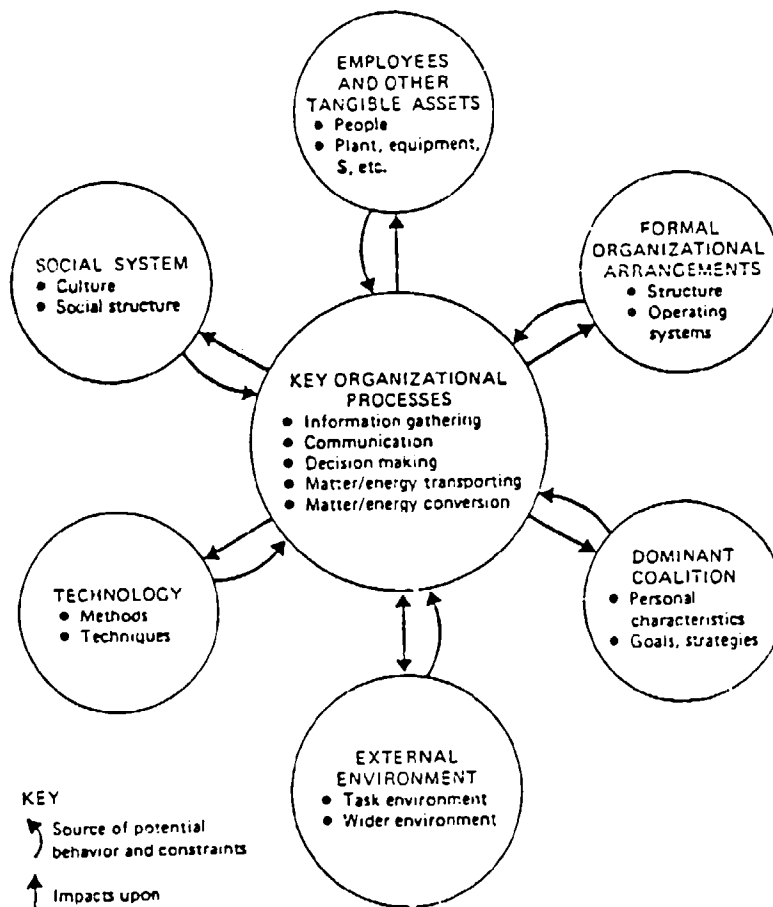 EMPLOYEES
AND OTHER
TANGIBLE ASSETS
• People
• Plant, equipment,
$, etc.
SOCIAL SYSTEM
• Culture
• Social structure
FORMAL
ORGANIZATIONAL
ARRANGEMENTS
• Structure
• Operating
systems
KEY ORGANIZATIONAL
PROCESSES
• Information gathering
• Communication
• Decision making
• Matter/energy transporting
• Matter/energy conversion
TECHNOLOGY
• Methods
• Techniques
DOMINANT
COALITION
• Personal
characteristics
• Goals, strategies
EXTERNAL
ENVIRONMENT
• Task environment
• Wider environment
KEY
Source of potential
behavior and constraints
Impacts upon